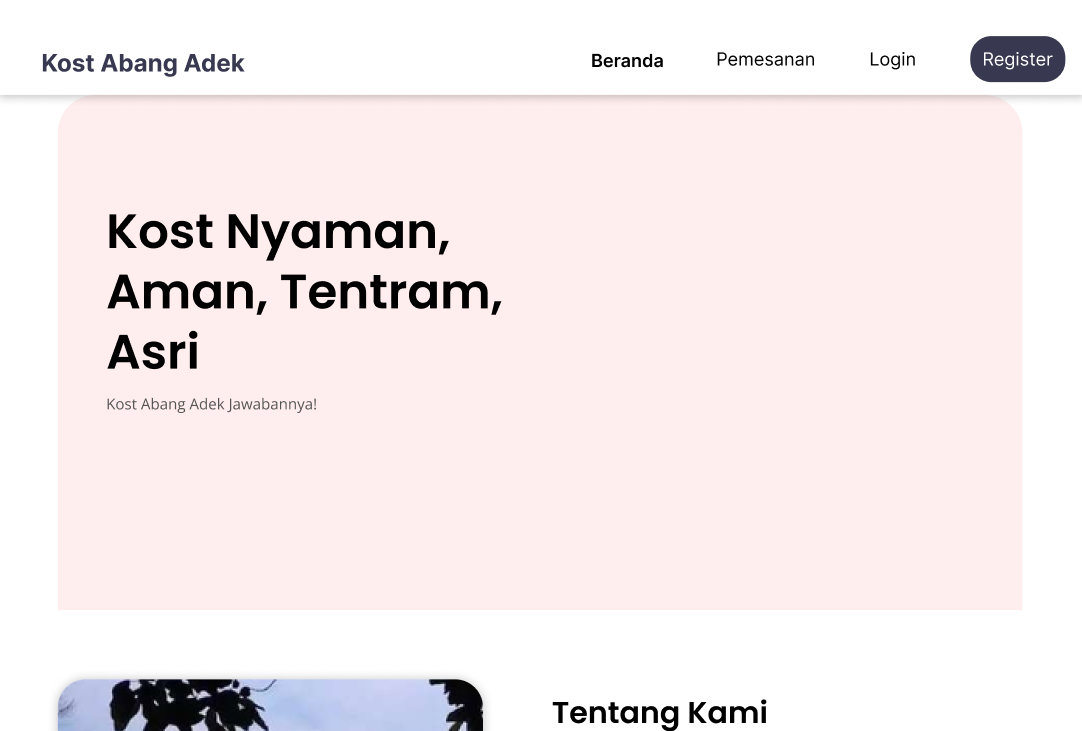 Kost Abang Adek
Beranda
Pemesanan
Login
Register
Kost Nyaman,
Aman, Tentram,
Asri
Kost Abang Adek Jawabannya!
Tentang Kami